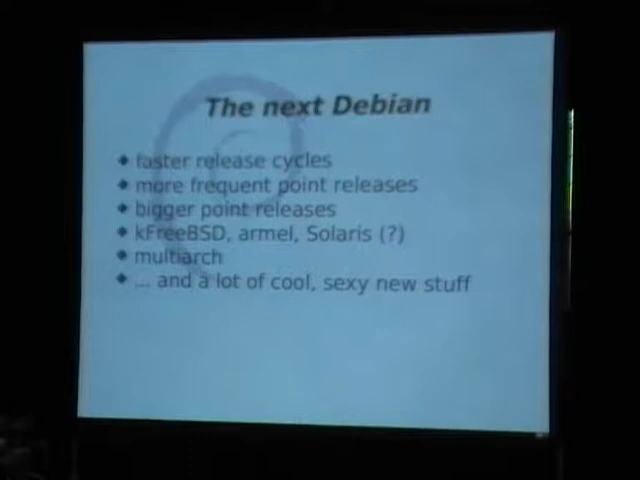 The next Debian
faster release cycles
more frequent point releases
bigger point releases
kFreeBSD, armel, Solaris (?)
multiarch
... and a lot of cool, sexy new stuff